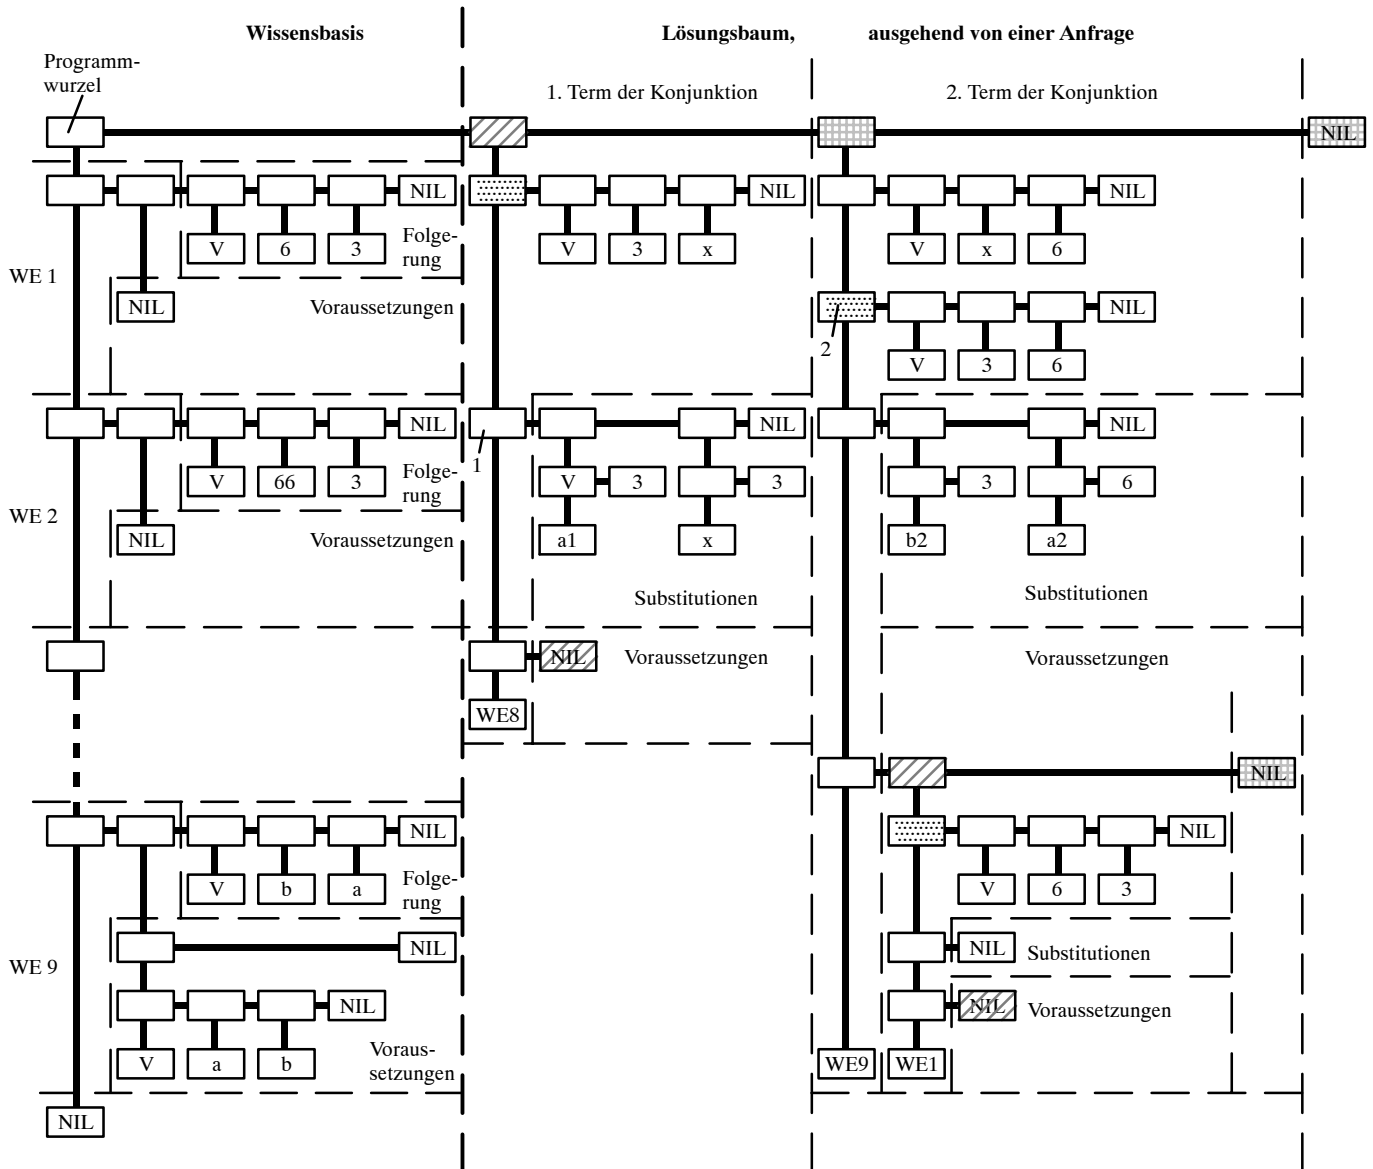 Wissensbasis
Lösungsbaum, ausgehend von einer Anfrage
Programm-
wurzel
1. Term der Konjunktion
2. Term der Konjunktion
NIL
NIL
NIL
NIL
V
6
3
Folge-
rung
V
3
x
V
x
6
WE 1
NIL
Voraussetzungen
NIL
2
V
3
6
NIL
NIL
NIL
1
V
66
3
Folge-
rung
V
3
3
3
6
WE 2
NIL
Voraussetzungen
a1
x
b2
a2
Substitutionen
Substitutionen
NIL
Voraussetzungen
Voraussetzungen
WE8
NIL
NIL
NIL
V
b
a
Folge-
rung
V
6
3
WE 9
NIL
NIL
Substitutionen
NIL
NIL
Voraussetzungen
V
a
b
Voraus-
setzungen
WE9
WE1
NIL